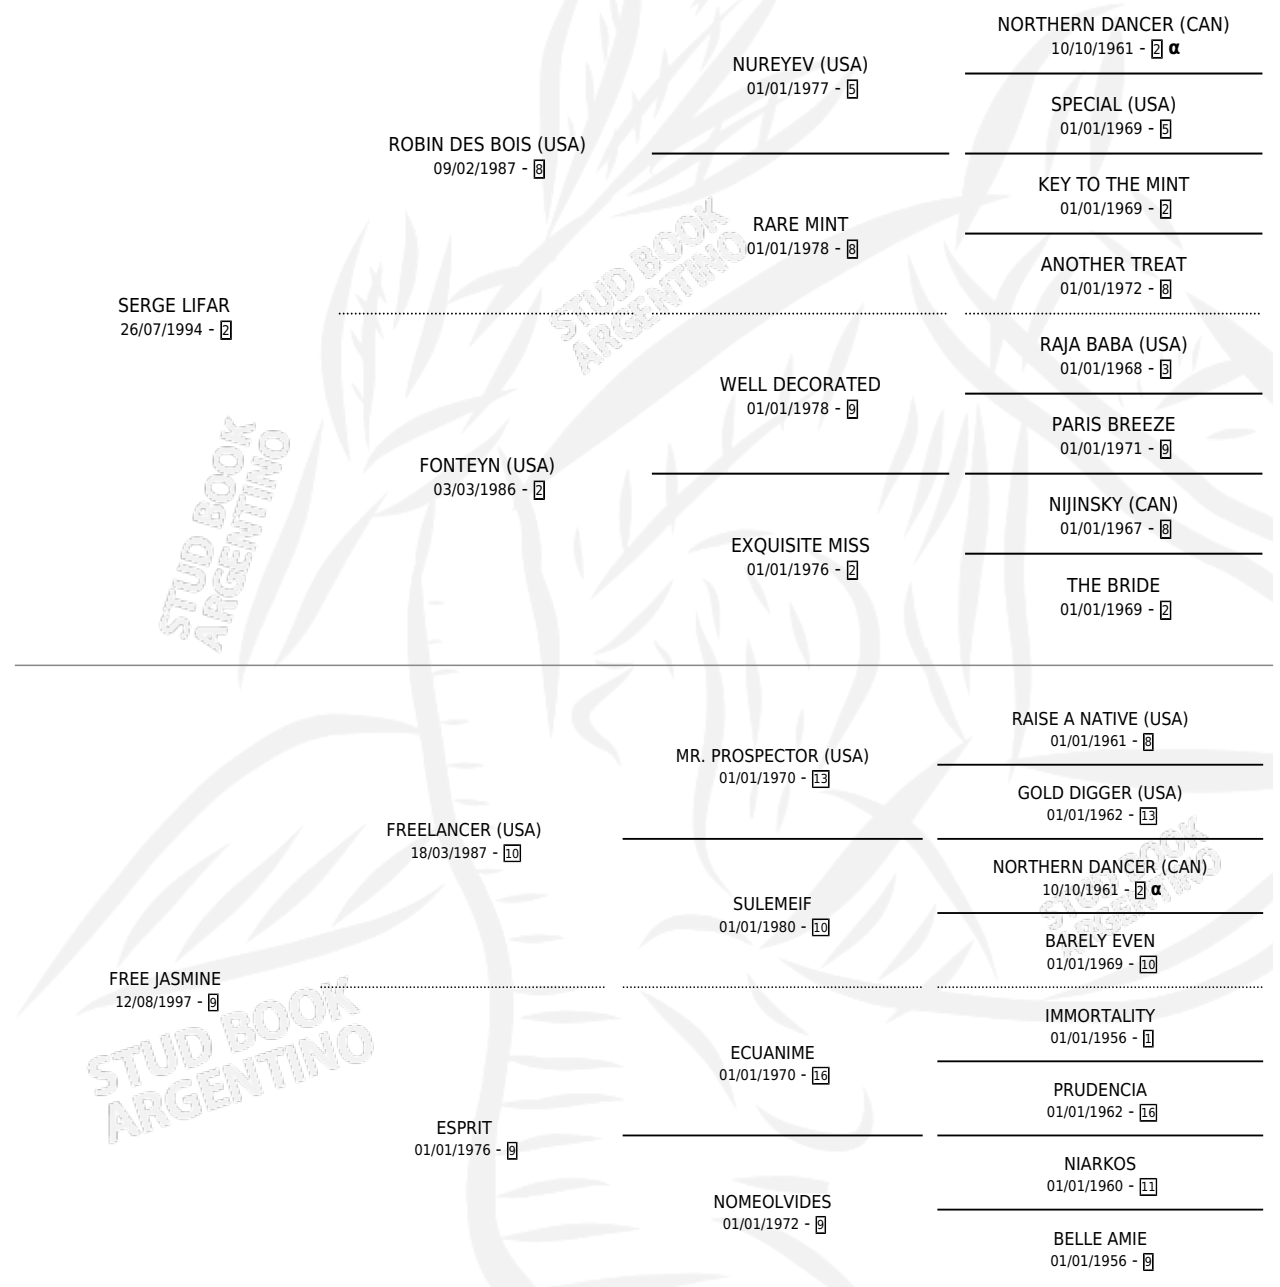 NORTHERN DANCER (CAN)
10/10/1961 - 2 α
NUREYEV (USA)
01/01/1977 - 5
SPECIAL (USA)
01/01/1969 - 5
ROBIN DES BOIS (USA)
09/02/1987 - 8
KEY TO THE MINT
01/01/1969 - 2
RARE MINT
01/01/1978 - 8
ANOTHER TREAT
01/01/1972 - 8
STUD BOOK
ARGENTINO
SERGE LIFAR
26/07/1994 - 2
RAJA BABA (USA)
01/01/1968 - 3
WELL DECORATED
01/01/1978 - 9
PARIS BREEZE
01/01/1971 - 9
FONTEYN (USA)
03/03/1986 - 2
NIJINSKY (CAN)
01/01/1967 - 8
EXQUISITE MISS
01/01/1976 - 2
THE BRIDE
01/01/1969 - 2
STUD BOOK
ARGENTINO
RAISE A NATIVE (USA)
01/01/1961 - 8
MR. PROSPECTOR (USA)
01/01/1970 - 13
GOLD DIGGER (USA)
01/01/1962 - 13
FREELANCER (USA)
18/03/1987 - 10
NORTHERN DANCER (CAN)
10/10/1961 - 2 α
SULEMEIF
01/01/1980 - 10
BARELY EVEN
01/01/1969 - 10
STUD BOOK
ARGENTINO
FREE JASMINE
12/08/1997 - 9
IMMORTALITY
01/01/1956 - 1
ECUANIME
01/01/1970 - 16
PRUDENCIA
01/01/1962 - 16
STUD BOOK
ARGENTINO
ESPRIT
01/01/1976 - 9
NIARKOS
01/01/1960 - 11
NOMEOLVIDES
01/01/1972 - 9
BELLE AMIE
01/01/1956 - 9